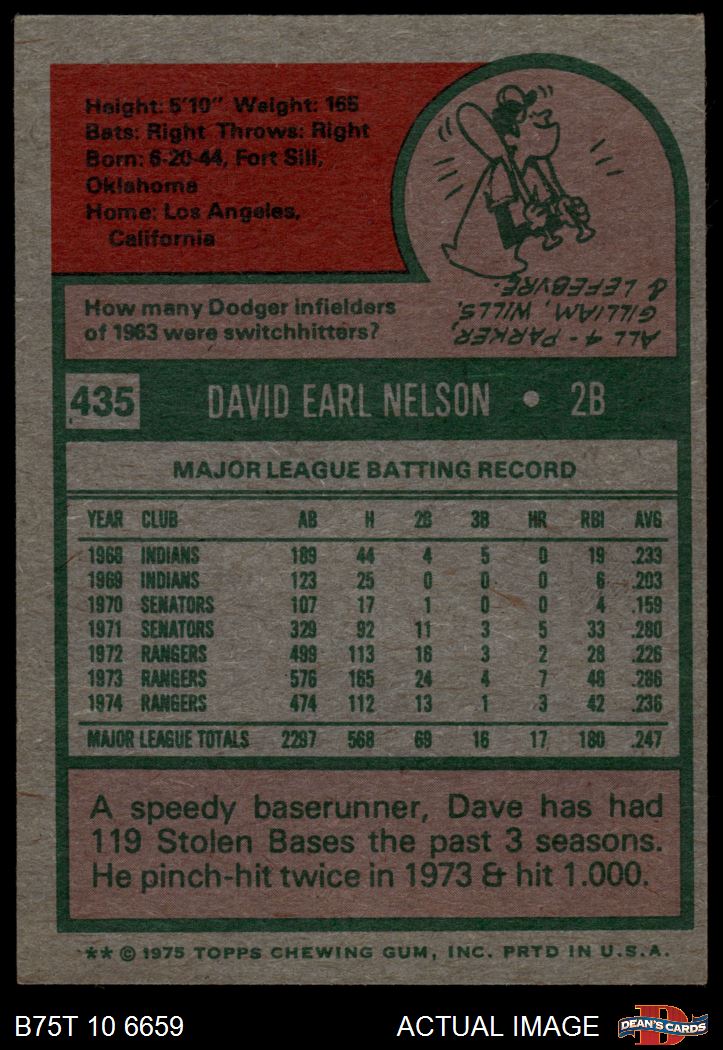 Height: 5'10" Weight: 165
Bats: Right Throws: Right
Born: 6-20-44, Fort Sill,
Oklahoma
Home: Los Angeles,
California
How many Dodger infielders
of 1963 were switchhitters?
ALL 4 - PARKER,
GILLIAM, WILLS,
& LEFEBVRE.
435 DAVID EARL NELSON • 2B
MAJOR LEAGUE BATTING RECORD
YEAR CLUB AB H 2B 3B HR RBI AVG
1968 INDIANS 189 44 4 5 0 19 .233
1969 INDIANS 123 25 0 0 0 6 .203
1970 SENATORS 107 17 1 0 0 4 .159
1971 SENATORS 329 92 11 3 5 33 .280
1972 RANGERS 499 113 16 3 2 28 .226
1973 RANGERS 576 165 24 4 7 48 .286
1974 RANGERS 474 112 13 1 3 42 .236
MAJOR LEAGUE TOTALS 2297 568 69 16 17 180 .247
A speedy baserunner, Dave has had
119 Stolen Bases the past 3 seasons.
He pinch-hit twice in 1973 & hit 1.000.
** © 1975 TOPPS CHEWING GUM, INC. PRTD IN U.S.A.
B75T 10 6659 ACTUAL IMAGE D DEAN'S CARDS